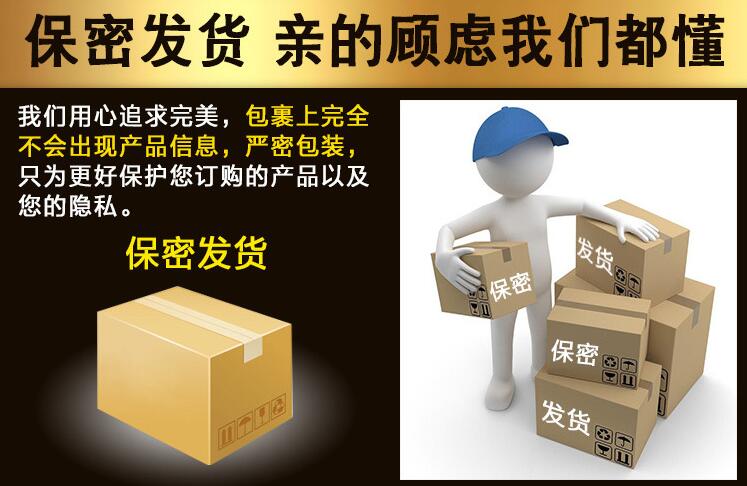 保密发货 亲的顾虑我们都懂
我们用心追求完美，包裹上完全
不会出现产品信息，严密包装，
只为更好保护您订购的产品以及
您的隐私。
保密发货
发货
保密
保密
发货